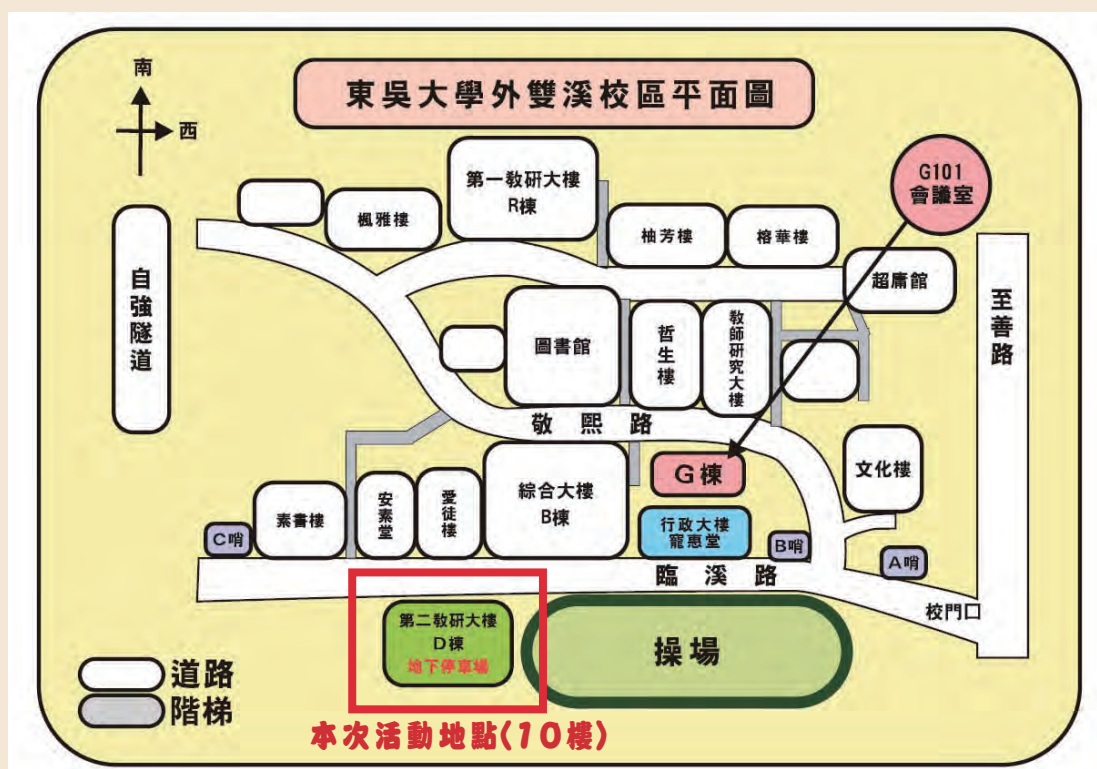 南
西
東吳大學外雙溪校區平面圖
G101
會議室
第一教研大樓
R棟
楓雅樓
柚芳樓
榕華樓
超庸館
自強隧道
至善路
圖書館
哲生樓
教師研究大樓
敬熙路
文化樓
G棟
綜合大樓
B棟
安素堂
愛徒樓
素書樓
C哨
行政大樓
寵惠堂
B哨
A哨
臨溪路
校門口
第二教研大樓
D棟
地下停車場
操場
道路
階梯
本次活動地點(10樓)